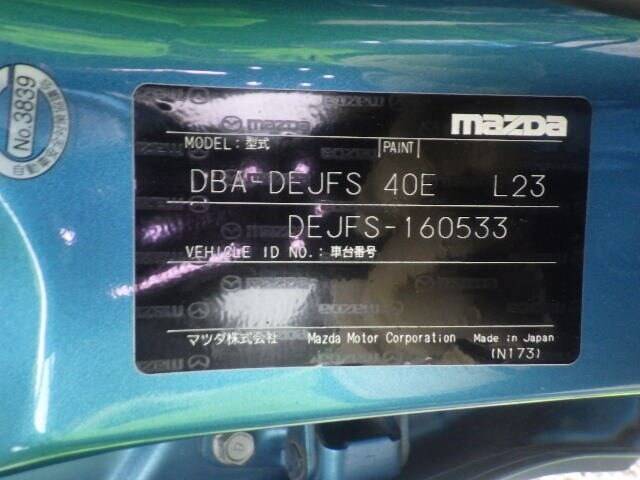 No.3839
mazda
MODEL: 型式 PAINT
DBA-DEJFS 40E L23
DEJFS-160533
VEHICLE ID NO.: 車台番号
マツダ株式会社 Mazda Motor Corporation Made in Japan
(N173)